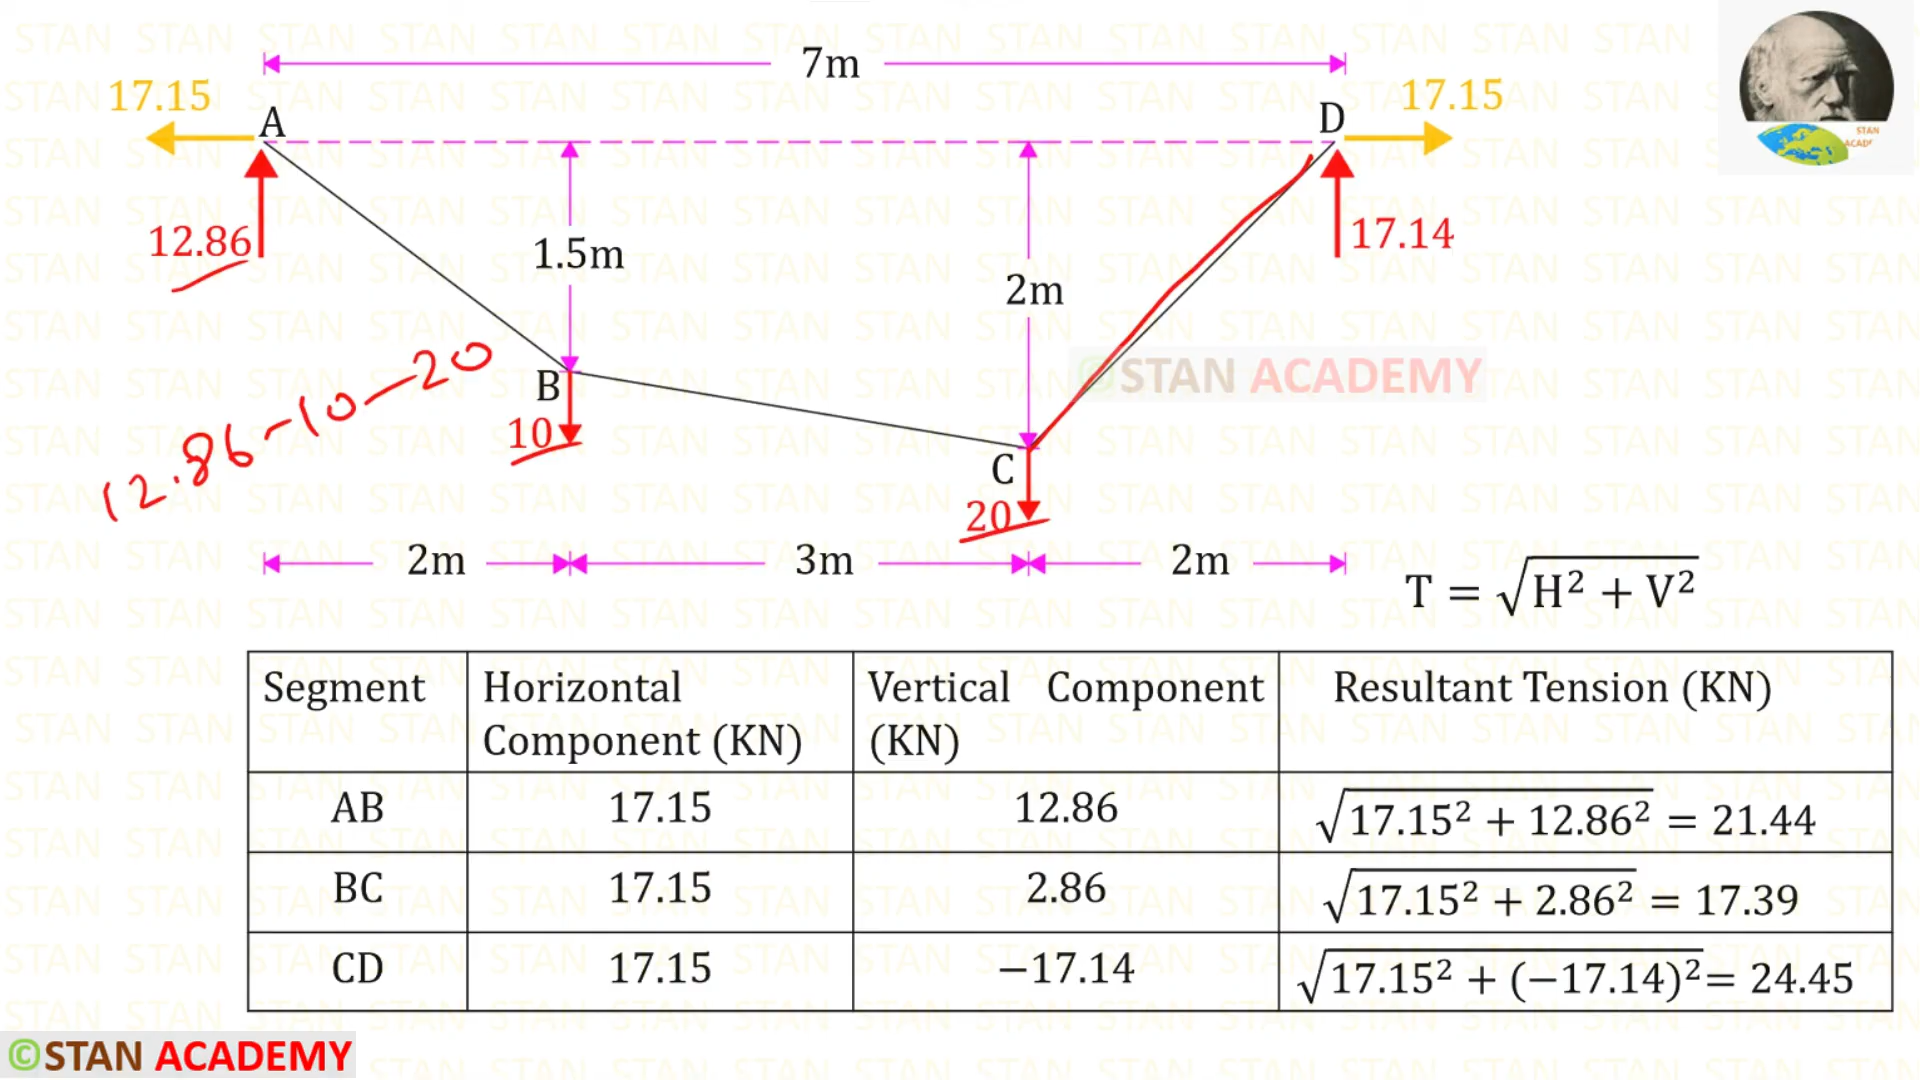 7m
17.15
17.15
A
D
STAN
ACADE
12.86
17.14
1.5m
2m
©STAN ACADEMY
B
12.86-10-20
10
C
20
2m
3m
2m
T = √H² + V²
Segment
Horizontal Component (KN)
Vertical Component (KN)
Resultant Tension (KN)
AB
17.15
12.86
√17.15² + 12.86² = 21.44
BC
17.15
2.86
√17.15² + 2.86² = 17.39
CD
17.15
−17.14
√17.15² + (−17.14)²= 24.45
©STAN ACADEMY